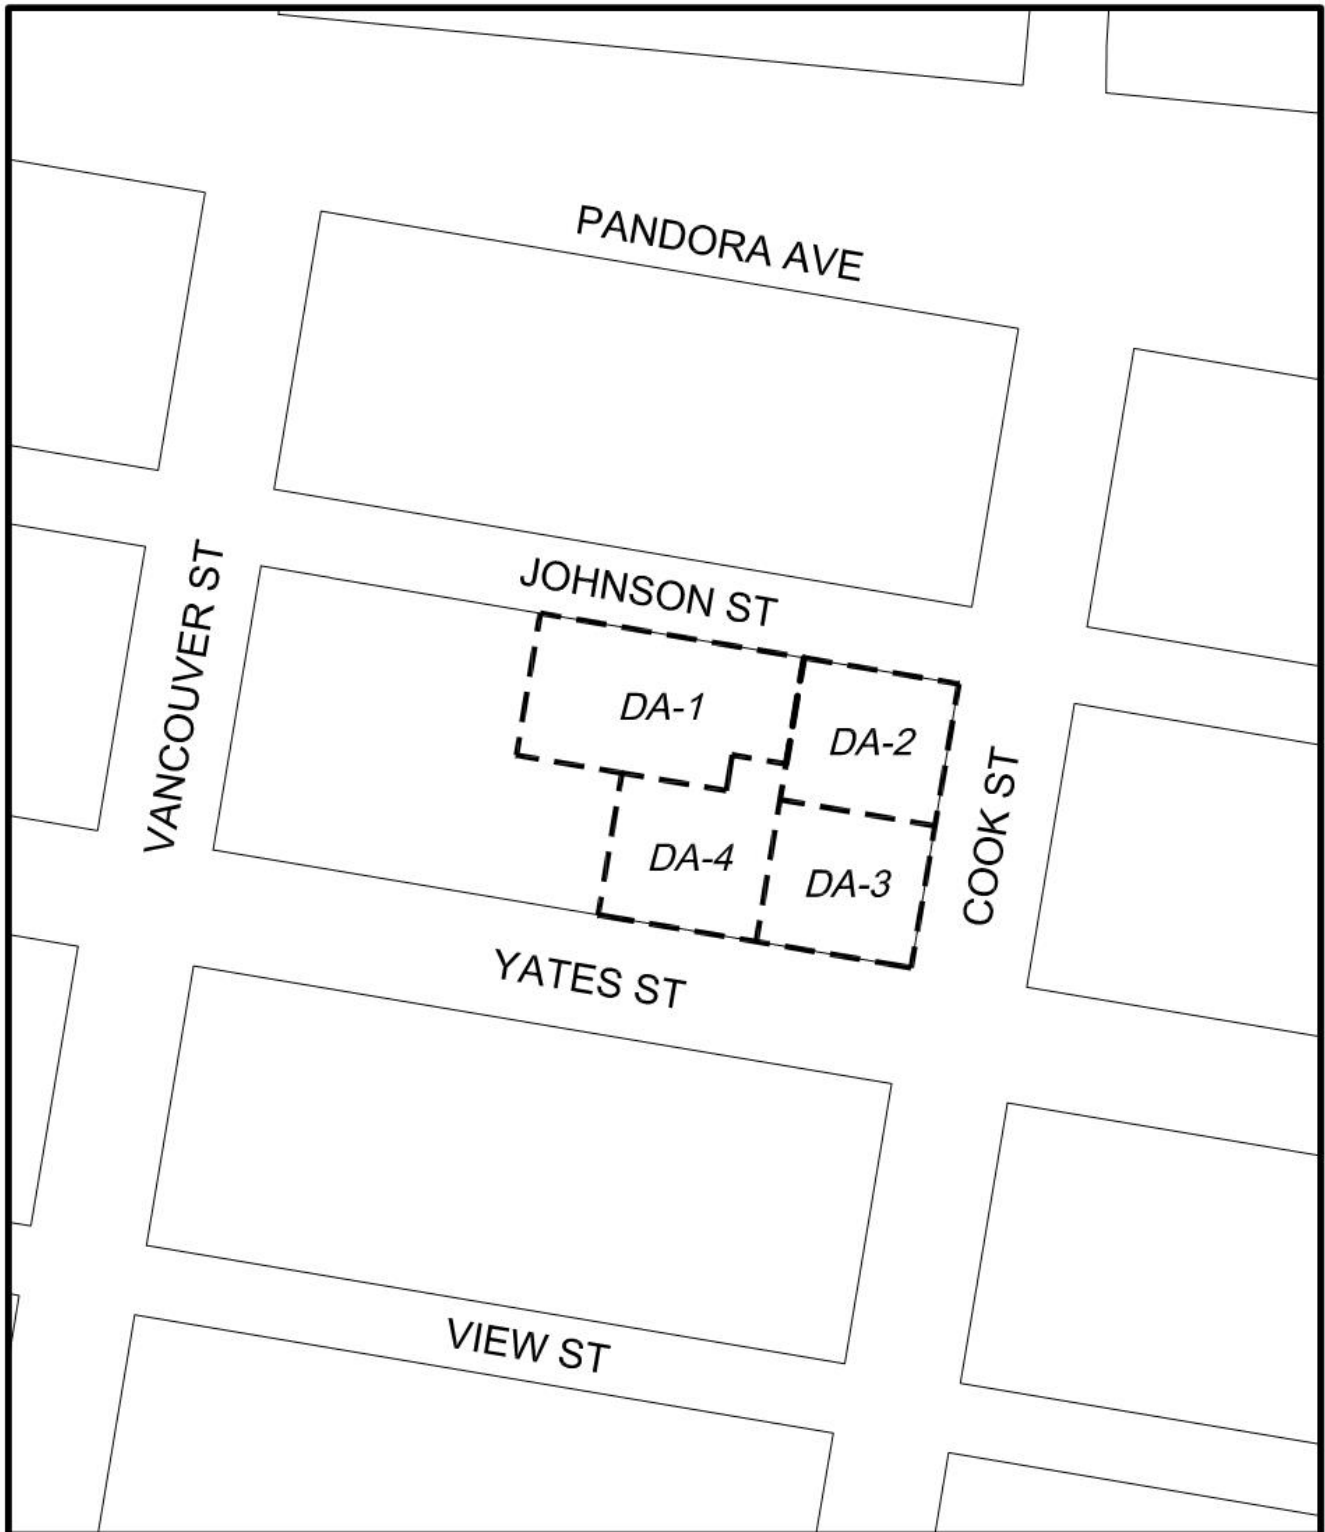 PANDORA AVE
JOHNSON ST
VANCOUVER ST
DA-1
DA-2
COOK ST
DA-4
DA-3
YATES ST
VIEW ST